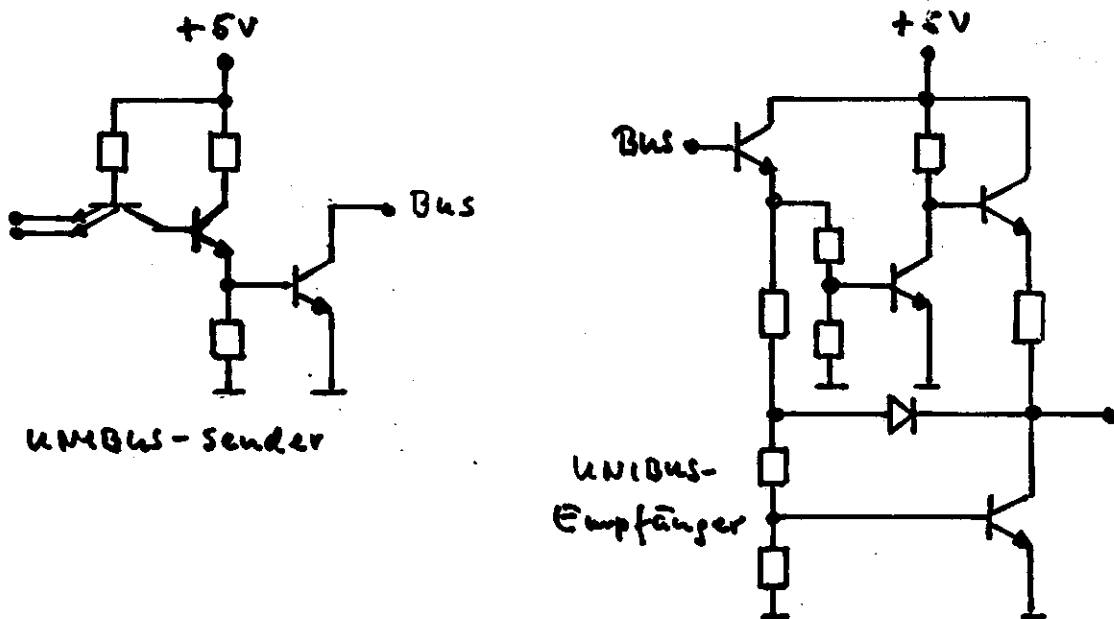 +5V
Bus
UNIBUS-Sender
+5V
Bus
UNIBUS-
Empfänger